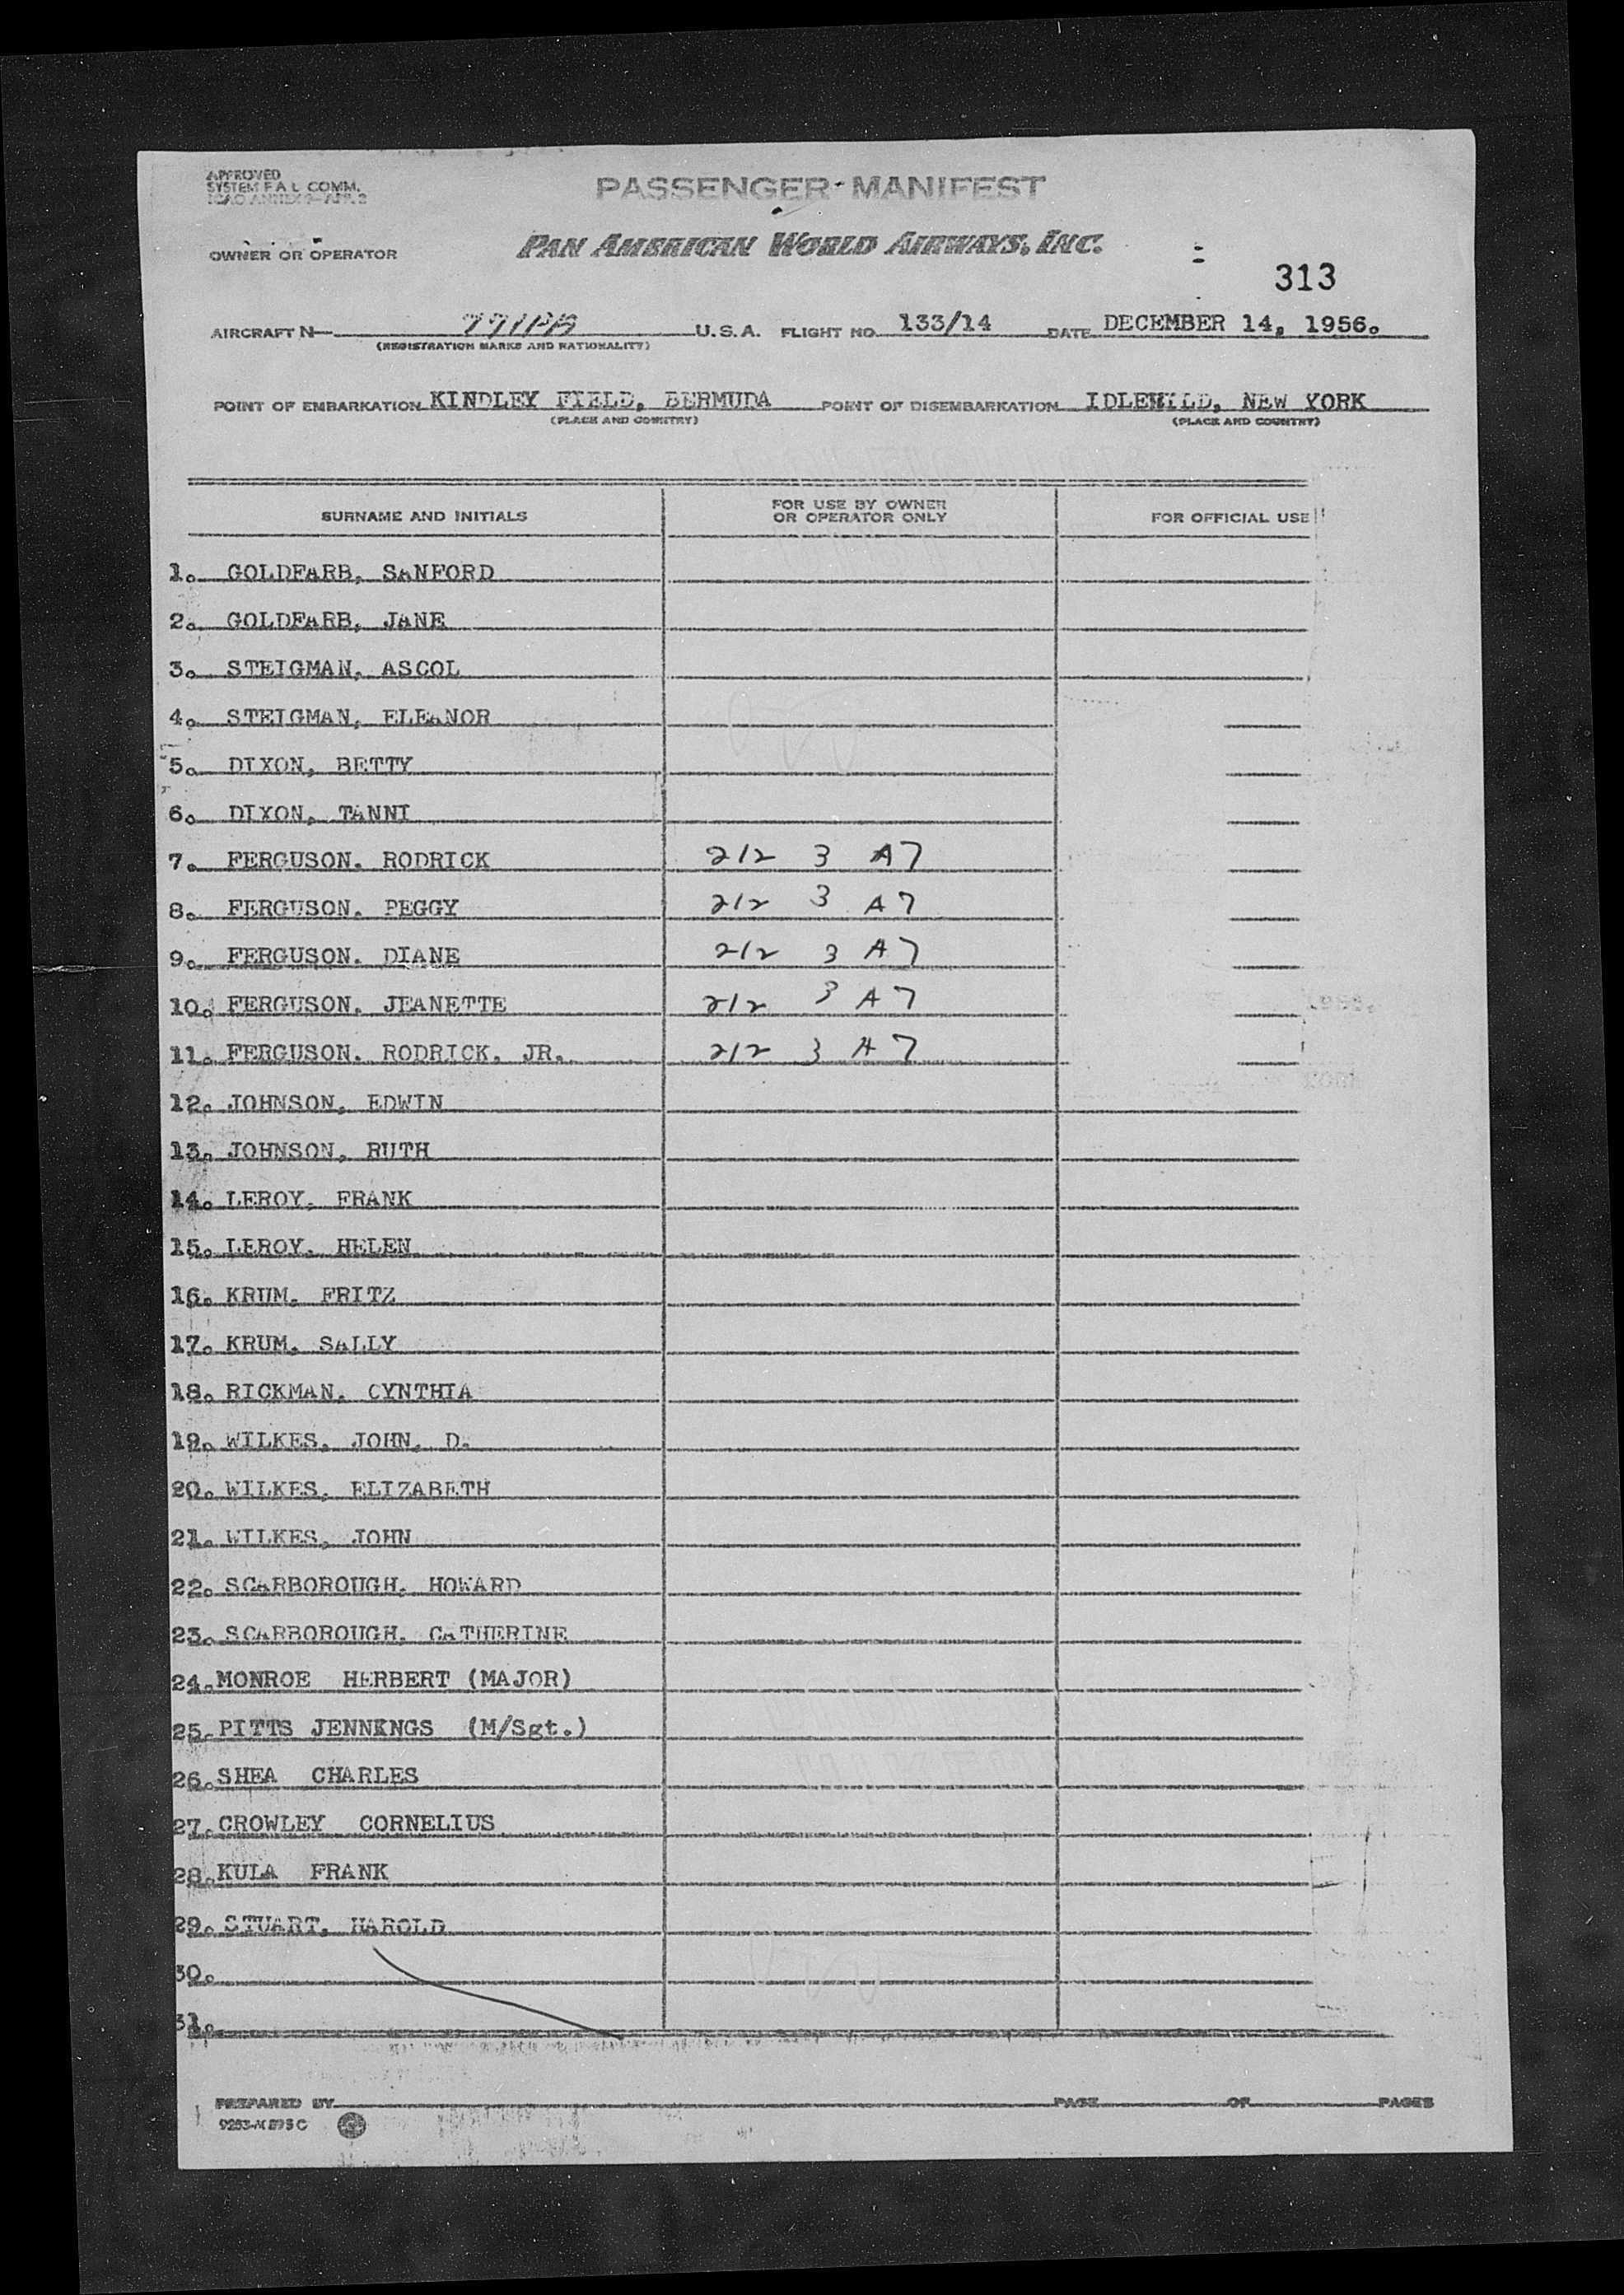 APPROVED
SYSTEM F A L COMM.
ICAO ANNEX 9-APP. 2
PASSENGER MANIFEST
OWNER OR OPERATOR PAN AMERICAN WORLD AIRWAYS, INC.
313
AIRCRAFT N— U.S.A. FLIGHT NO. 133/14 DATE DECEMBER 14, 1956.
(REGISTRATION MARKS AND NATIONALITY)
POINT OF EMBARKATION KINDLEY FIELD, BERMUDA POINT OF DISEMBARKATION IDLEWILD, NEW YORK
(PLACE AND COUNTRY) (PLACE AND COUNTRY)
SURNAME AND INITIALS FOR USE BY OWNER OR OPERATOR ONLY FOR OFFICIAL USE
1. GOLDFARB, SANFORD
2. GOLDFARB, JANE
3. STEIGMAN, ASCOL
4. STEIGMAN, ELEANOR
5. DIXON, BETTY
6. DIXON, TANNI
7. FERGUSON. RODRICK 212 3 A7
8. FERGUSON. PEGGY 212 3 A7
9. FERGUSON. DIANE 212 3 A7
10. FERGUSON. JEANETTE 212 3 A7
11. FERGUSON. RODRICK. JR. 212 3 A7
12. JOHNSON, EDWIN
13. JOHNSON, RUTH
14. LEROY, FRANK
15. LEROY. HELEN
16. KRUM. FRITZ
17. KRUM. SALLY
18. RICKMAN. CYNTHIA
19. WILKES, JOHN, D.
20. WILKES, ELIZABETH
21. WILKES, JOHN
22. SCARBOROUGH. HOWARD
23. SCARBOROUGH. CATHERINE
24. MONROE HERBERT (MAJOR)
25. PITTS JENNINGS (M/Sgt.)
26. SHEA CHARLES
27. CROWLEY CORNELIUS
28. KULA FRANK
29. STUART, HAROLD
30.
31.
PREPARED BY PAGE OF PAGES